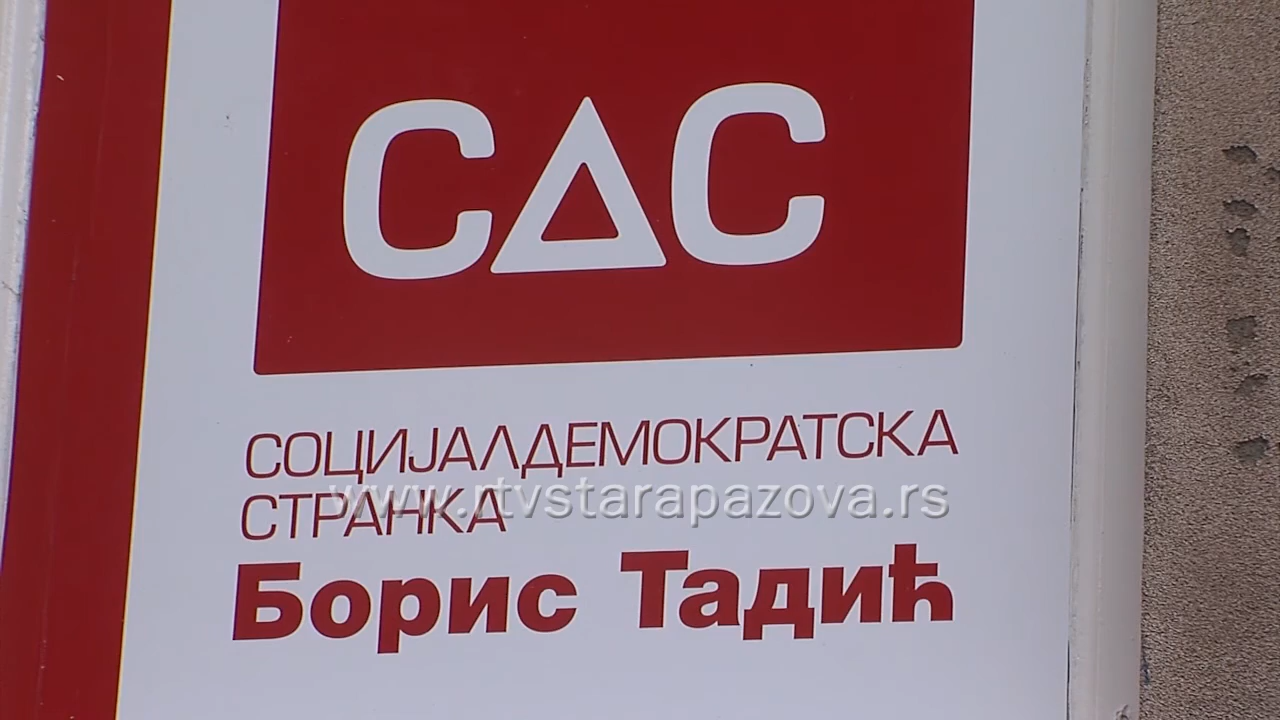 СДС
СОЦИЈАЛДЕМОКРАТСКА
СТРАНКА
www.rtvstarapazova.rs
Борис Тадић